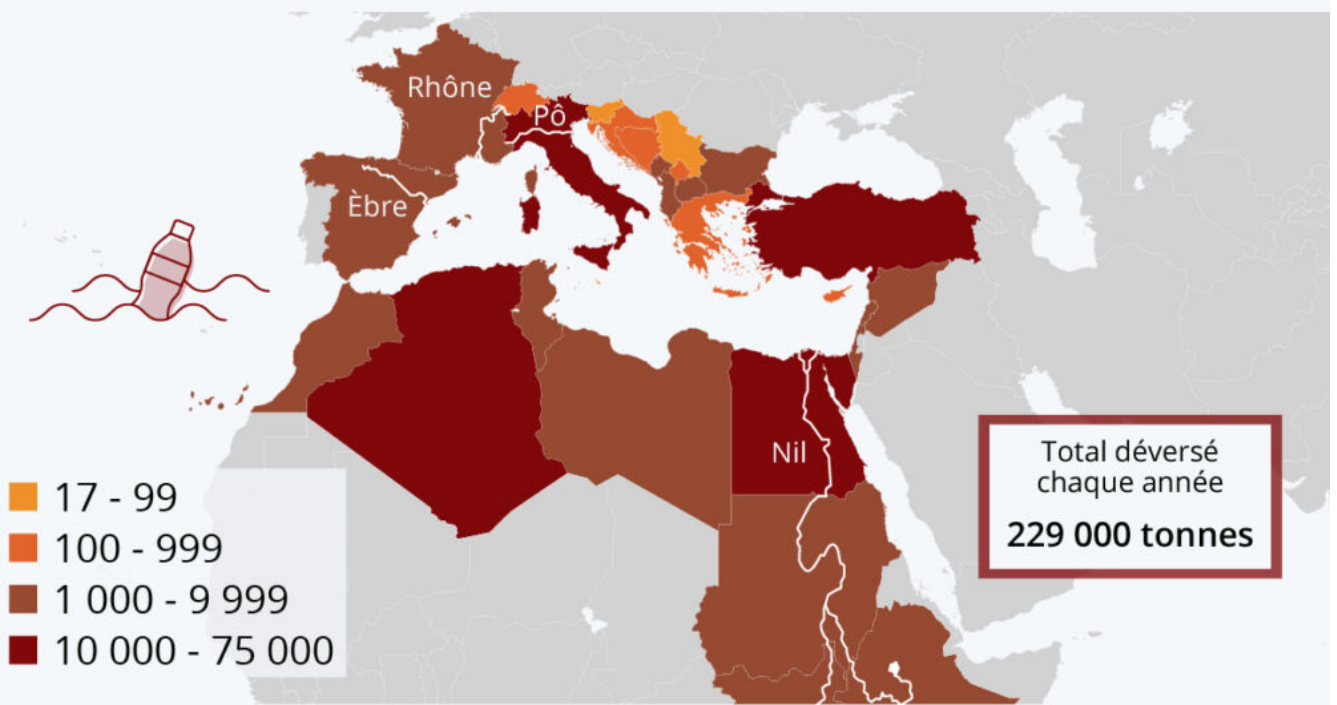 Rhône
Pô
Èbre
Nil
Total déversé
chaque année
229 000 tonnes
17 - 99
100 - 999
1 000 - 9 999
10 000 - 75 000